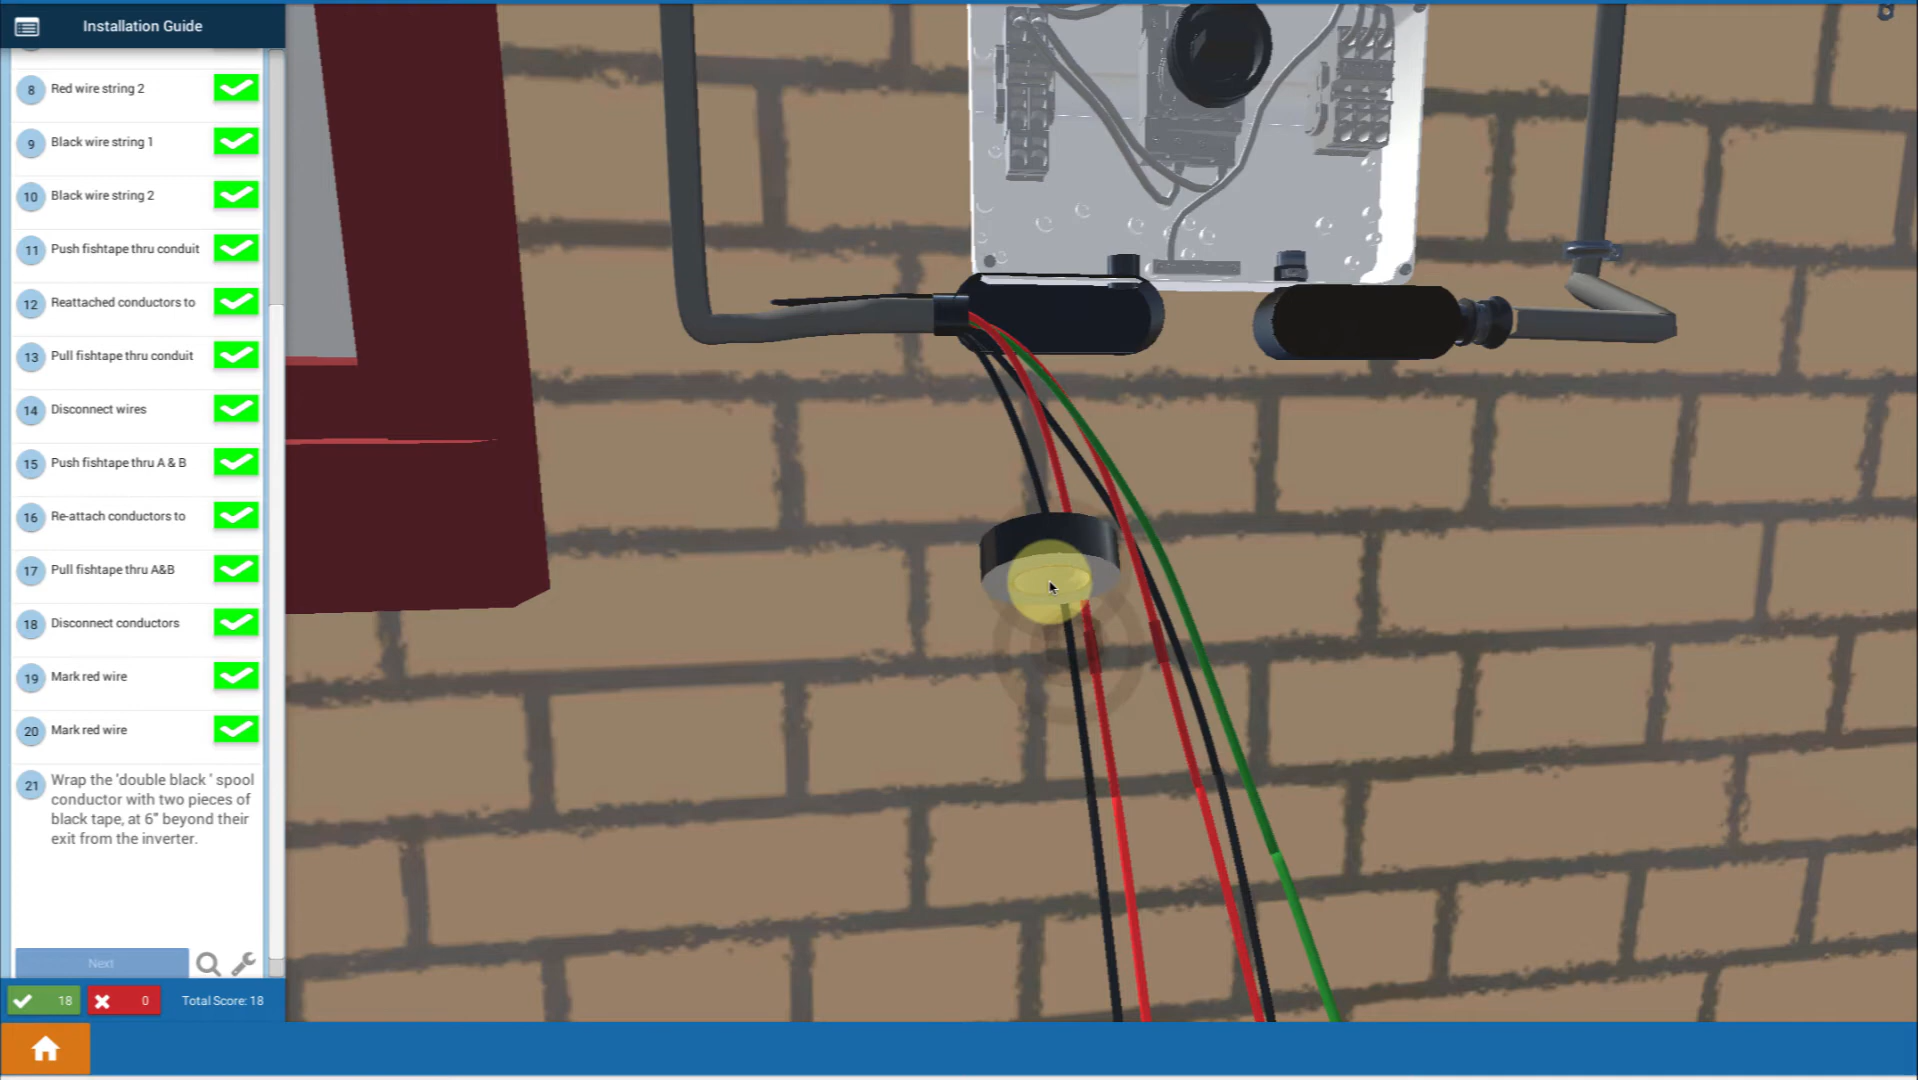 Installation Guide
8 Red wire string 2
9 Black wire string 1
10 Black wire string 2
11 Push fishtape thru conduit
12 Reattached conductors to
13 Pull fishtape thru conduit
14 Disconnect wires
15 Push fishtape thru A & B
16 Re-attach conductors to
17 Pull fishtape thru A&B
18 Disconnect conductors
19 Mark red wire
20 Mark red wire
21 Wrap the 'double black ' spool
conductor with two pieces of
black tape, at 6" beyond their
exit from the inverter.
Next
18 0 Total Score: 18